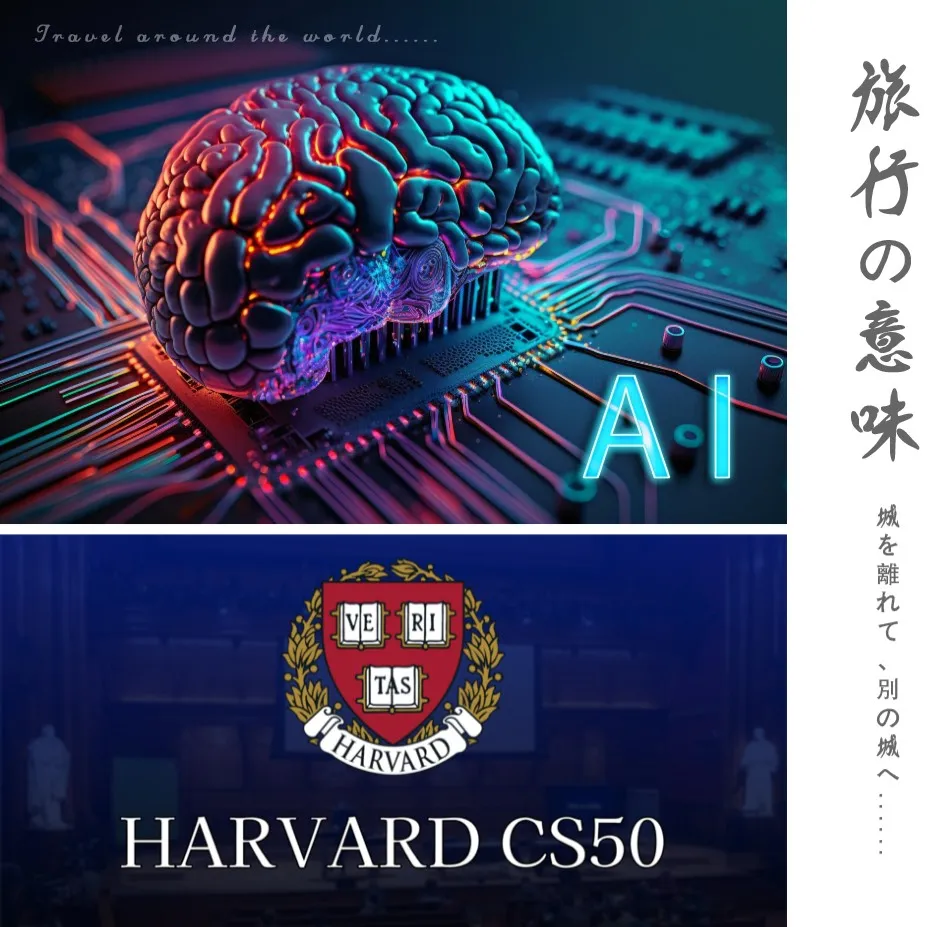 Travel around the world......
AI
VE RI
TAS
HARVARD
HARVARD CS50
旅行の意味
城を離れて、別の城へ……